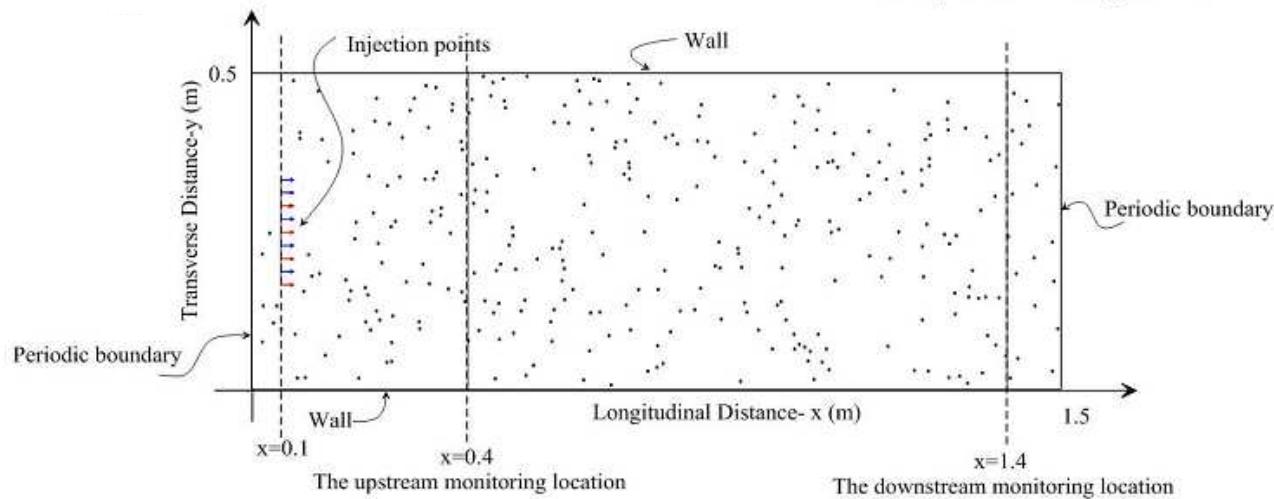 Injection points
Wall
0.5
Transverse Distance-y (m)
Periodic boundary
Periodic boundary
Wall
Longitudinal Distance- x (m)
1.5
x=0.1
x=0.4
x=1.4
The upstream monitoring location
The downstream monitoring location